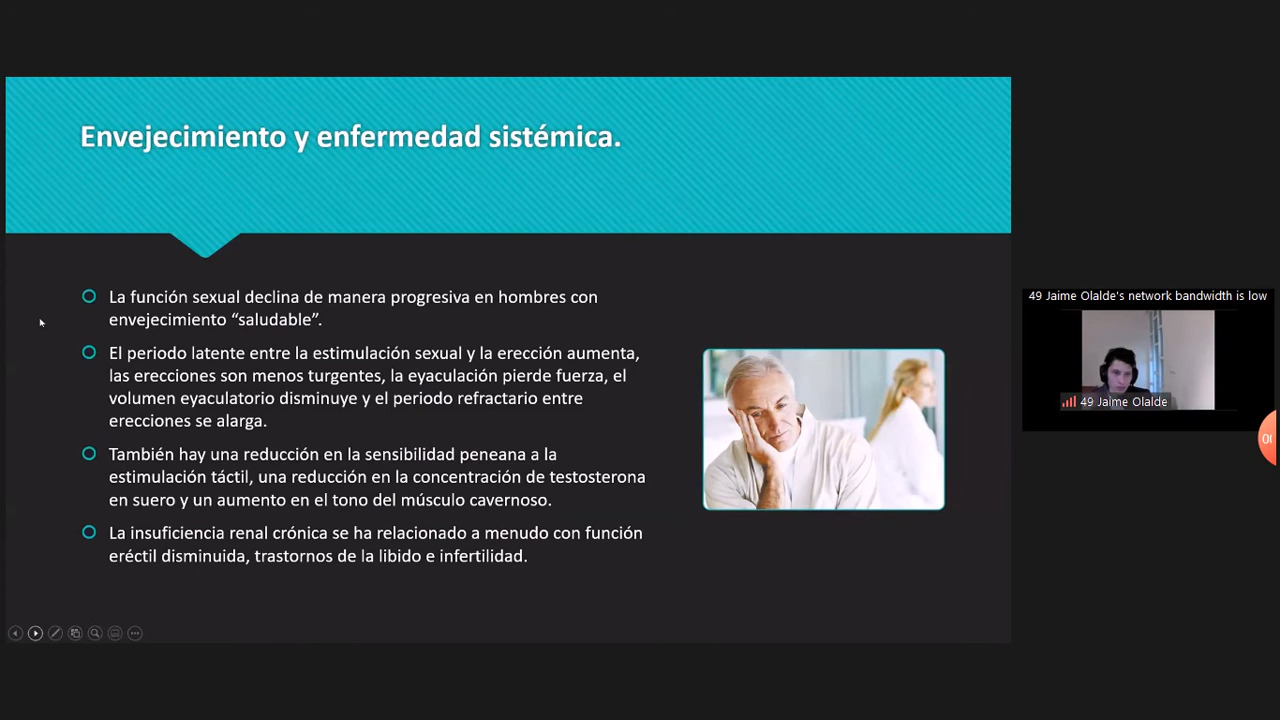 Envejecimiento y enfermedad sistémica.
La función sexual declina de manera progresiva en hombres con
envejecimiento “saludable”.
El periodo latente entre la estimulación sexual y la erección aumenta,
las erecciones son menos turgentes, la eyaculación pierde fuerza, el
volumen eyaculatorio disminuye y el periodo refractario entre
erecciones se alarga.
También hay una reducción en la sensibilidad peneana a la
estimulación táctil, una reducción en la concentración de testosterona
en suero y un aumento en el tono del músculo cavernoso.
La insuficiencia renal crónica se ha relacionado a menudo con función
eréctil disminuida, trastornos de la libido e infertilidad.
49 Jaime Olalde's network bandwidth is low
49 Jaime Olalde